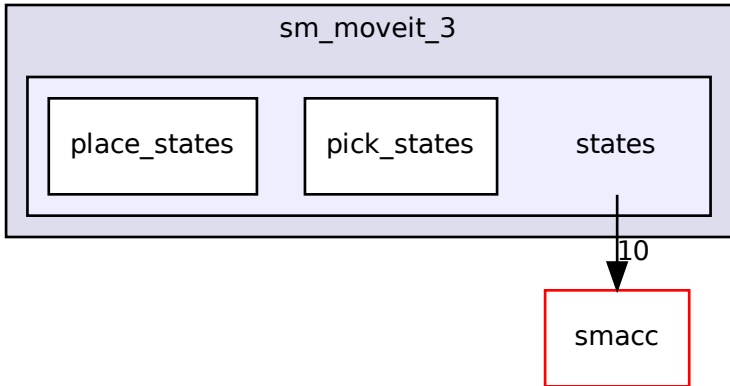 sm_moveit_3
place_states
pick_states
states
10
smacc